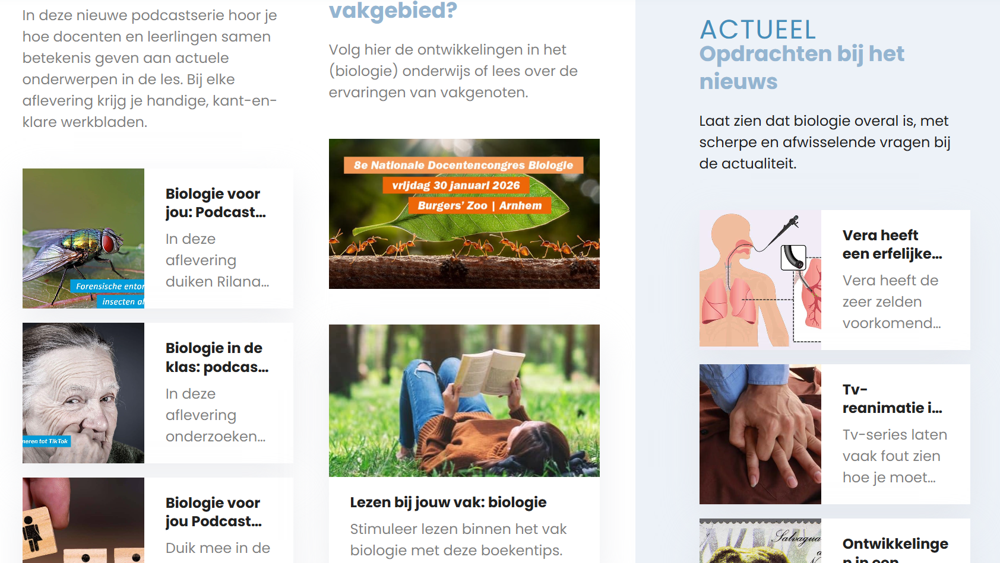 In deze nieuwe podcastserie hoor je
hoe docenten en leerlingen samen
betekenis geven aan actuele
onderwerpen in de les. Bij elke
aflevering krijg je handige, kant-en-
klare werkbladen.
Biologie voor
jou: Podcast...
In deze
aflevering
duiken Rilana...
Forensische entor
insecten al
Biologie in de
klas: podcas...
In deze
aflevering
onderzoeken...
neren tot TikTok
Biologie voor
jou Podcast...
Duik mee in de
vakgebied?
Volg hier de ontwikkelingen in het
(biologie) onderwijs of lees over de
ervaringen van vakgenoten.
8e Nationale Docentencongres Biologie
vrijdag 30 januari 2026
Burgers' Zoo | Arnhem
Lezen bij jouw vak: biologie
Stimuleer lezen binnen het vak
biologie met deze boekentips.
ACTUEEL
Opdrachten bij het
nieuws
Laat zien dat biologie overal is, met
scherpe en afwisselende vragen bij
de actualiteit.
Vera heeft
een erfelijke...
Vera heeft de
zeer zelden
voorkomend...
Tv-
reanimatie i...
Tv-series laten
vaak fout zien
hoe je moet...
Salvagua
Ontwikkelinge
n in een